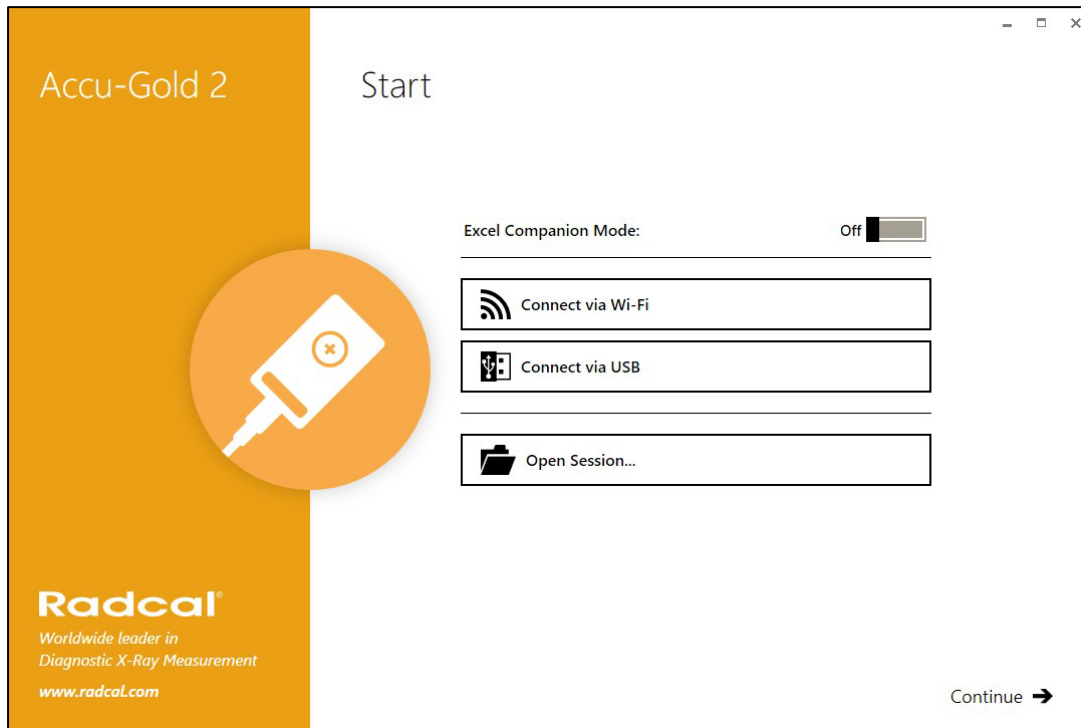 Accu-Gold 2
Start
Excel Companion Mode:
Off
Connect via Wi-Fi
Connect via USB
Open Session...
Radcal®
Worldwide leader in
Diagnostic X-Ray Measurement
www.radcal.com
Continue